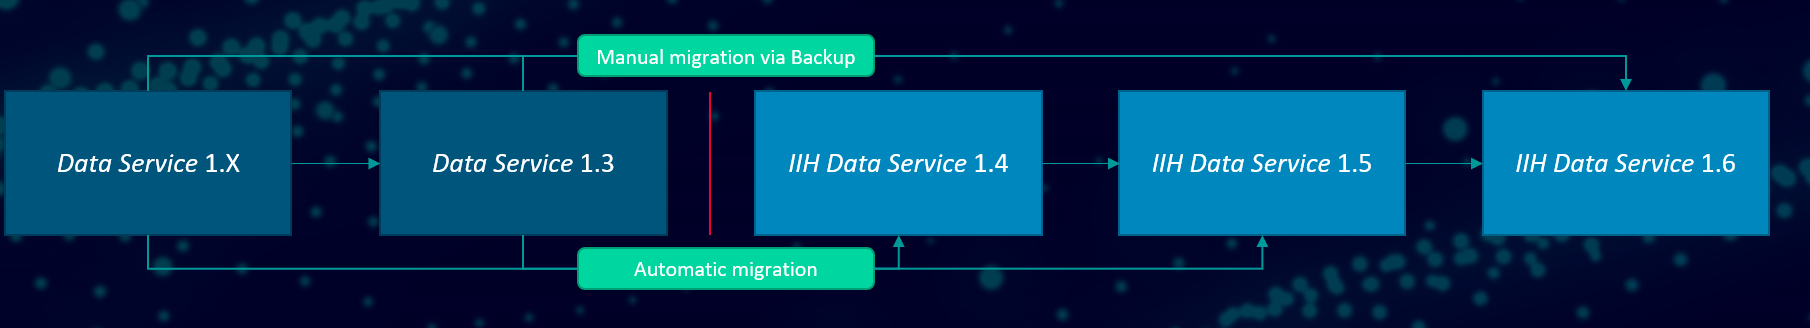 Manual migration via Backup
Data Service 1.X
Data Service 1.3
IIH Data Service 1.4
IIH Data Service 1.5
IIH Data Service 1.6
Automatic migration